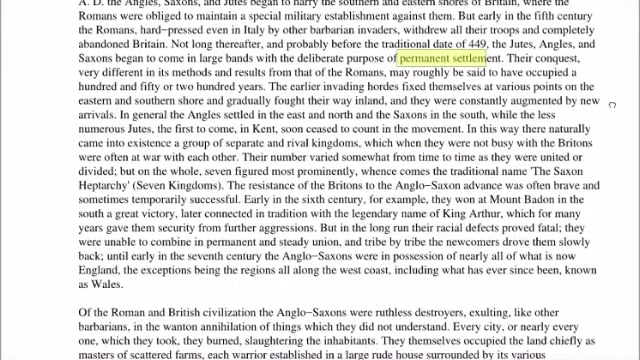 A. D. the Angles, Saxons, and Jutes began to harry the southern and eastern shores of Britain, where the
Romans were obliged to maintain a special military establishment against them. But early in the fifth century
the Romans, hard−pressed even in Italy by other barbarian invaders, withdrew all their troops and completely
abandoned Britain. Not long thereafter, and probably before the traditional date of 449, the Jutes, Angles, and
Saxons began to come in large bands with the deliberate purpose of permanent settlement. Their conquest,
very different in its methods and results from that of the Romans, may roughly be said to have occupied a
hundred and fifty or two hundred years. The earlier invading hordes fixed themselves at various points on the
eastern and southern shore and gradually fought their way inland, and they were constantly augmented by new
arrivals. In general the Angles settled in the east and north and the Saxons in the south, while the less
numerous Jutes, the first to come, in Kent, soon ceased to count in the movement. In this way there naturally
came into existence a group of separate and rival kingdoms, which when they were not busy with the Britons
were often at war with each other. Their number varied somewhat from time to time as they were united or
divided; but on the whole, seven figured most prominently, whence comes the traditional name 'The Saxon
Heptarchy' (Seven Kingdoms). The resistance of the Britons to the Anglo−Saxon advance was often brave and
sometimes temporarily successful. Early in the sixth century, for example, they won at Mount Badon in the
south a great victory, later connected in tradition with the legendary name of King Arthur, which for many
years gave them security from further aggressions. But in the long run their racial defects proved fatal; they
were unable to combine in permanent and steady union, and tribe by tribe the newcomers drove them slowly
back; until early in the seventh century the Anglo−Saxons were in possession of nearly all of what is now
England, the exceptions being the regions all along the west coast, including what has ever since been, known
as Wales.
Of the Roman and British civilization the Anglo−Saxons were ruthless destroyers, exulting, like other
barbarians, in the wanton annihilation of things which they did not understand. Every city, or nearly every
one, which they took, they burned, slaughtering the inhabitants. They themselves occupied the land chiefly as
masters of scattered farms, each warrior established in a large rude house surrounded by its various